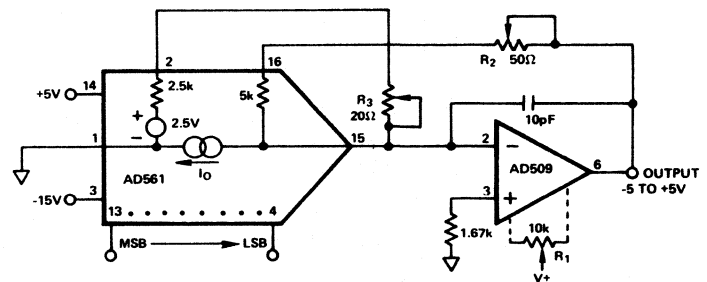 2
16
R2
50Ω
14
+5V
2.5k
5k
R3
20Ω
10pF
+
2.5V
−
1
15
2
−
IO
AD561
AD509
6
OUTPUT
-5 TO +5V
-15V
3
3
+
13
4
MSB
LSB
1.67k
10k
R1
V+